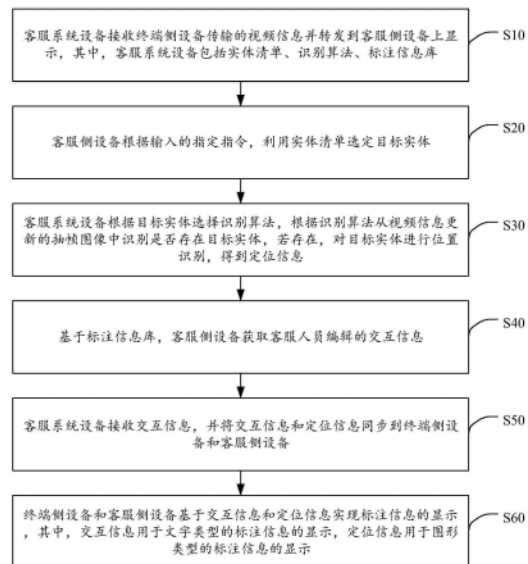 客服系统设备接收终端侧设备传输的视频信息并转发到客服侧设备上显
示，其中，客服系统设备包括实体清单、识别算法、标注信息库
S10
客服侧设备根据输入的指定指令，利用实体清单选定目标实体
S20
客服系统设备根据目标实体选择识别算法，根据识别算法从视频信息更
新的抽帧图像中识别是否存在目标实体，若存在，对目标实体进行位置
识别，得到定位信息
S30
基于标注信息库，客服侧设备获取客服人员编辑的交互信息
S40
客服系统设备接收交互信息，并将交互信息和定位信息同步到终端侧设
备和客服侧设备
S50
终端侧设备和客服侧设备基于交互信息和定位信息实现标注信息的显示
，其中，交互信息用于文字类型的标注信息的显示，定位信息用于图形
类型的标注信息的显示
S60